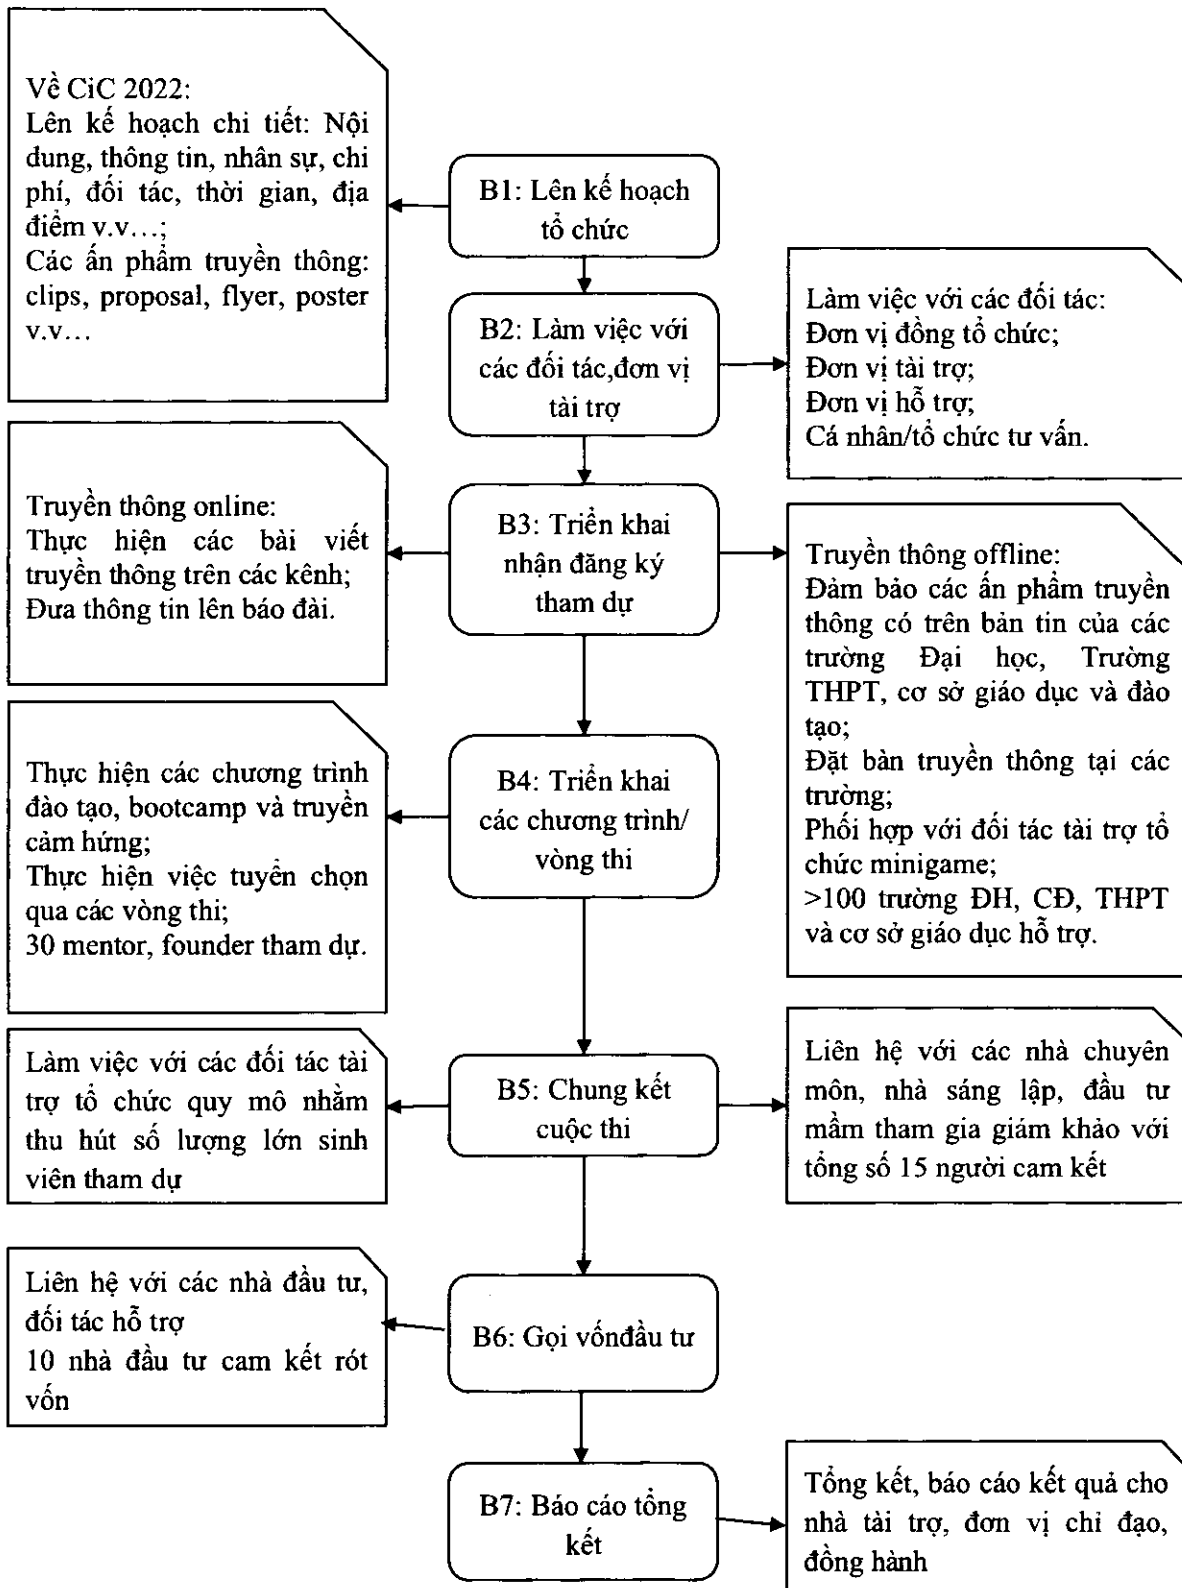 Về CiC 2022:
Lên kế hoạch chi tiết: Nội
dung, thông tin, nhân sự, chi
phí, đối tác, thời gian, địa
điểm v.v...;
Các ấn phẩm truyền thông:
clips, proposal, flyer, poster
v.v...
B1: Lên kế hoạch
tổ chức
B2: Làm việc với
các đối tác,đơn vị
tài trợ
Làm việc với các đối tác:
Đơn vị đồng tổ chức;
Đơn vị tài trợ;
Đơn vị hỗ trợ;
Cá nhân/tổ chức tư vấn.
Truyền thông online:
Thực hiện các bài viết
truyền thông trên các kênh;
Đưa thông tin lên báo đài.
B3: Triển khai
nhận đăng ký
tham dự
Truyền thông offline:
Đảm bảo các ấn phẩm truyền
thông có trên bản tin của các
trường Đại học, Trường
THPT, cơ sở giáo dục và đào
tạo;
Đặt bàn truyền thông tại các
trường;
Phối hợp với đối tác tài trợ tổ
chức minigame;
>100 trường ĐH, CĐ, THPT
và cơ sở giáo dục hỗ trợ.
Thực hiện các chương trình
đào tạo, bootcamp và truyền
cảm hứng;
Thực hiện việc tuyển chọn
qua các vòng thi;
30 mentor, founder tham dự.
B4: Triển khai
các chương trình/
vòng thi
Làm việc với các đối tác tài
trợ tổ chức quy mô nhằm
thu hút số lượng lớn sinh
viên tham dự
B5: Chung kết
cuộc thi
Liên hệ với các nhà chuyên
môn, nhà sáng lập, đầu tư
mầm tham gia giám khảo với
tổng số 15 người cam kết
Liên hệ với các nhà đầu tư,
đối tác hỗ trợ
10 nhà đầu tư cam kết rót
vốn
B6: Gọi vốnđầu tư
B7: Báo cáo tổng
kết
Tổng kết, báo cáo kết quả cho
nhà tài trợ, đơn vị chỉ đạo,
đồng hành